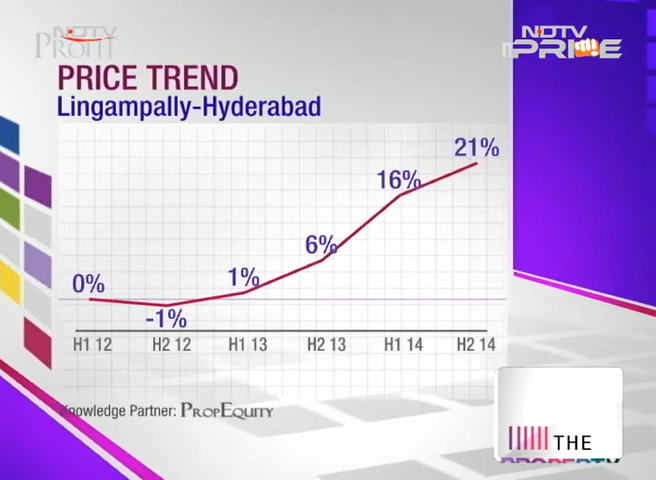 NDTV
PROFIT
NDTV
PRIME
PRICE TREND
Lingampally-Hyderabad
21%
16%
6%
1%
0%
-1%
H1 12 H2 12 H1 13 H2 13 H1 14 H2 14
Knowledge Partner: PROPEQUITY
THE
PROPERTY